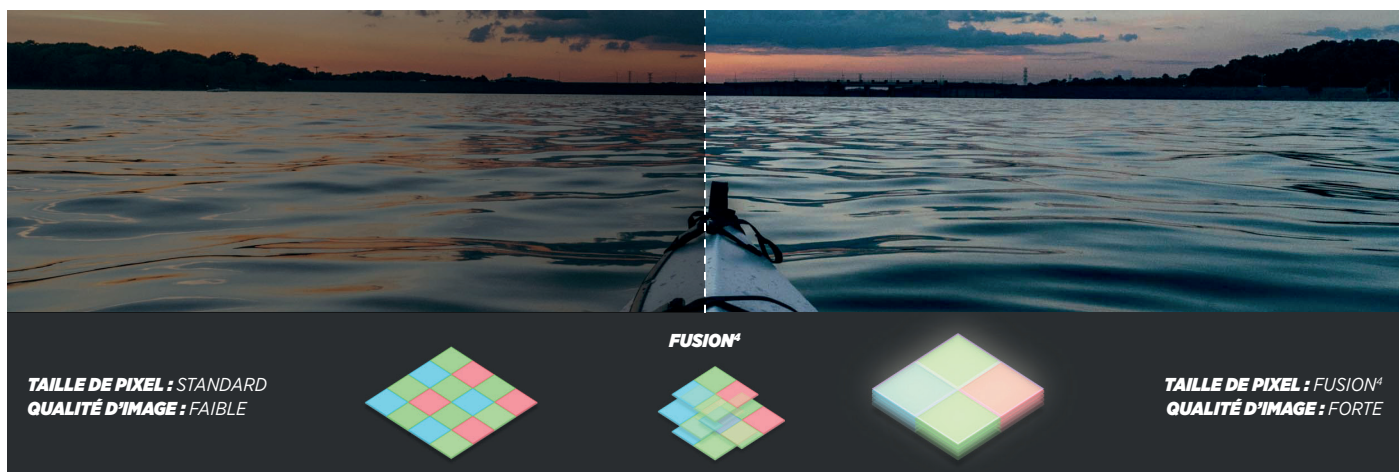 FUSION⁴
TAILLE DE PIXEL : STANDARD
QUALITÉ D'IMAGE : FAIBLE
TAILLE DE PIXEL : FUSION⁴
QUALITÉ D'IMAGE : FORTE